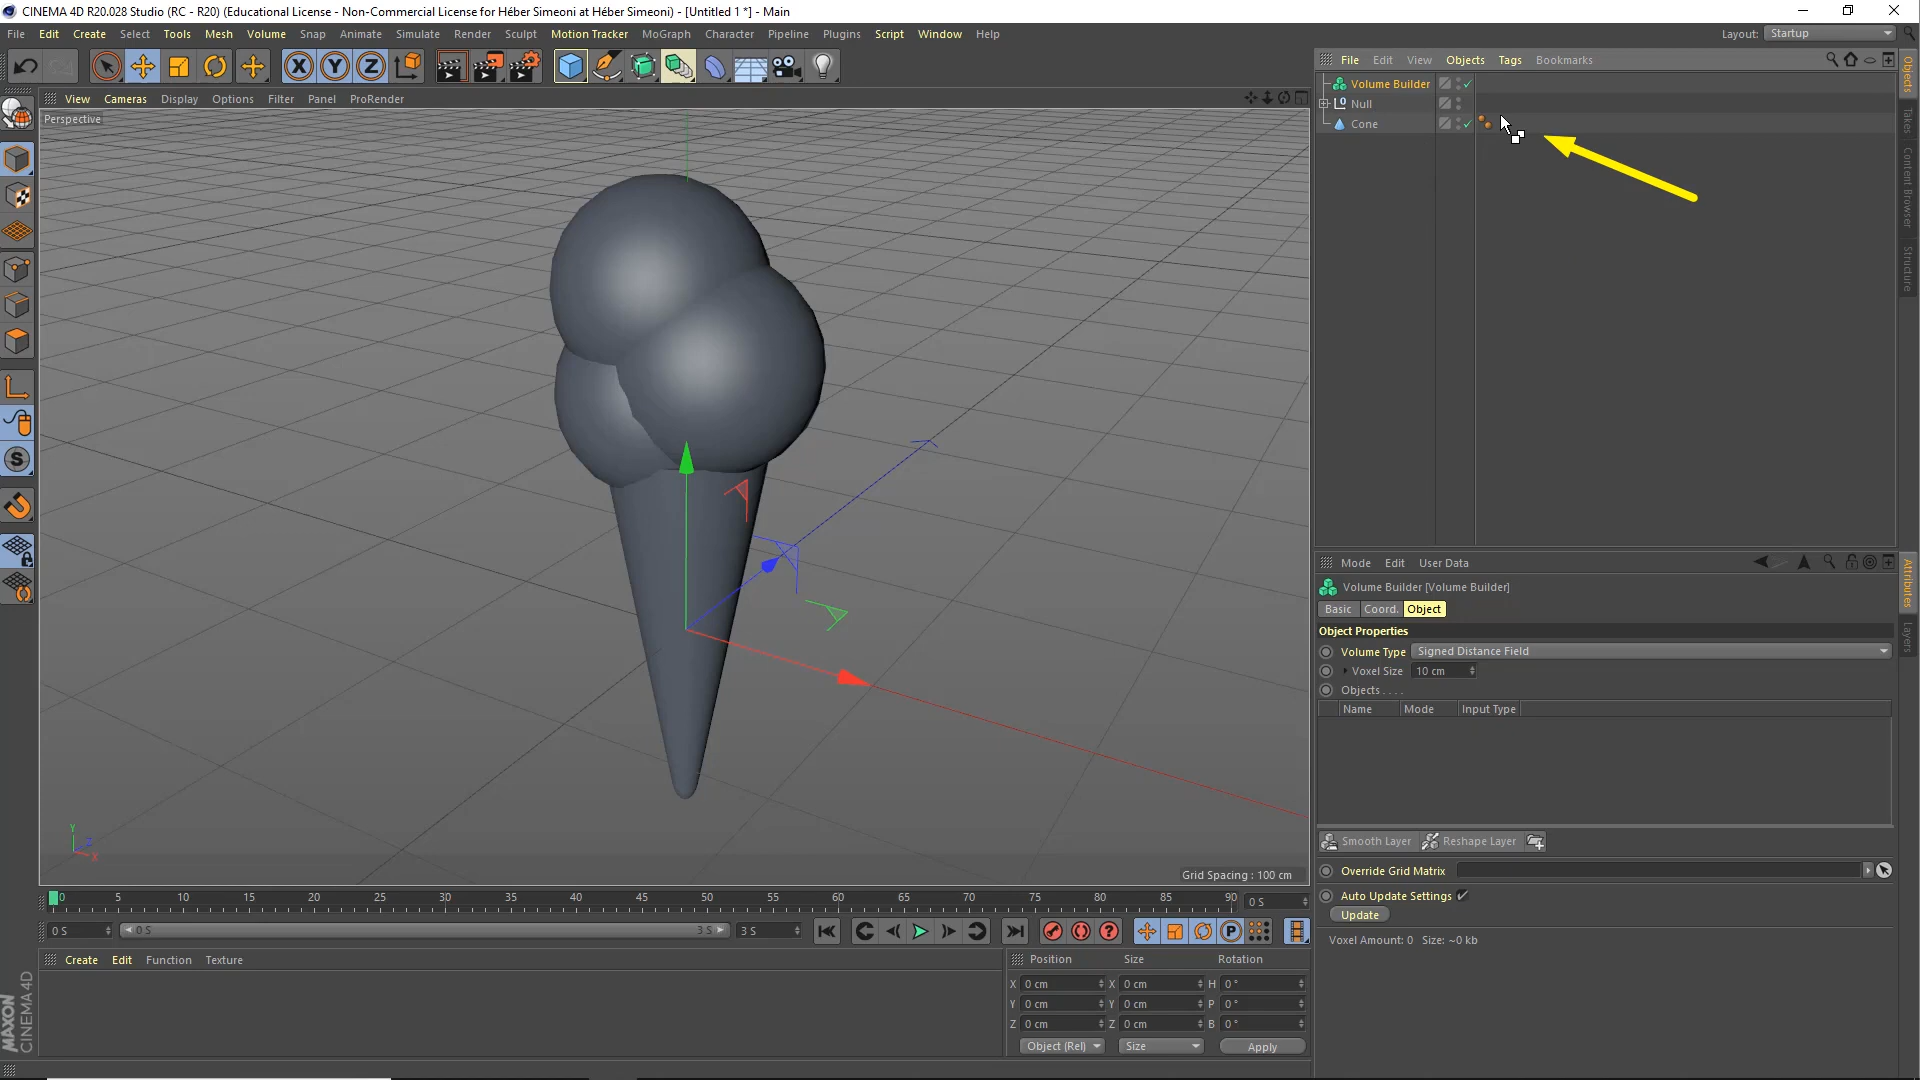 CINEMA 4D R20.028 Studio (RC - R20) (Educational License - Non-Commercial License for Héber Simeoni at Héber Simeoni) - [Untitled 1 *] - Main
File Edit Create Select Tools Mesh Volume Snap Animate Simulate Render Sculpt Motion Tracker MoGraph Character Pipeline Plugins Script Window Help
Layout: Startup
X Y Z
File Edit View Objects Tags Bookmarks
Volume Builder
Null
Cone
Objects
Takes
Content Browser
Structure
View Cameras Display Options Filter Panel ProRender
Perspective
S
Y
Z
X
Grid Spacing : 100 cm
Mode Edit User Data
Volume Builder [Volume Builder]
Basic Coord. Object
Object Properties
Volume Type Signed Distance Field
Voxel Size 10 cm
Objects . . . .
Name Mode Input Type
Smooth Layer Reshape Layer
Override Grid Matrix
Auto Update Settings
Update
Voxel Amount: 0 Size: ~0 kb
Attributes
Layers
0 5 10 15 20 25 30 35 40 45 50 55 60 65 70 75 80 85 90 0 S
0 S 0 S 3 S 3 S
P
Create Edit Function Texture
Position Size Rotation
X 0 cm X 0 cm H 0 °
Y 0 cm Y 0 cm P 0 °
Z 0 cm Z 0 cm B 0 °
Object (Rel) Size Apply
MAXON
CINEMA 4D